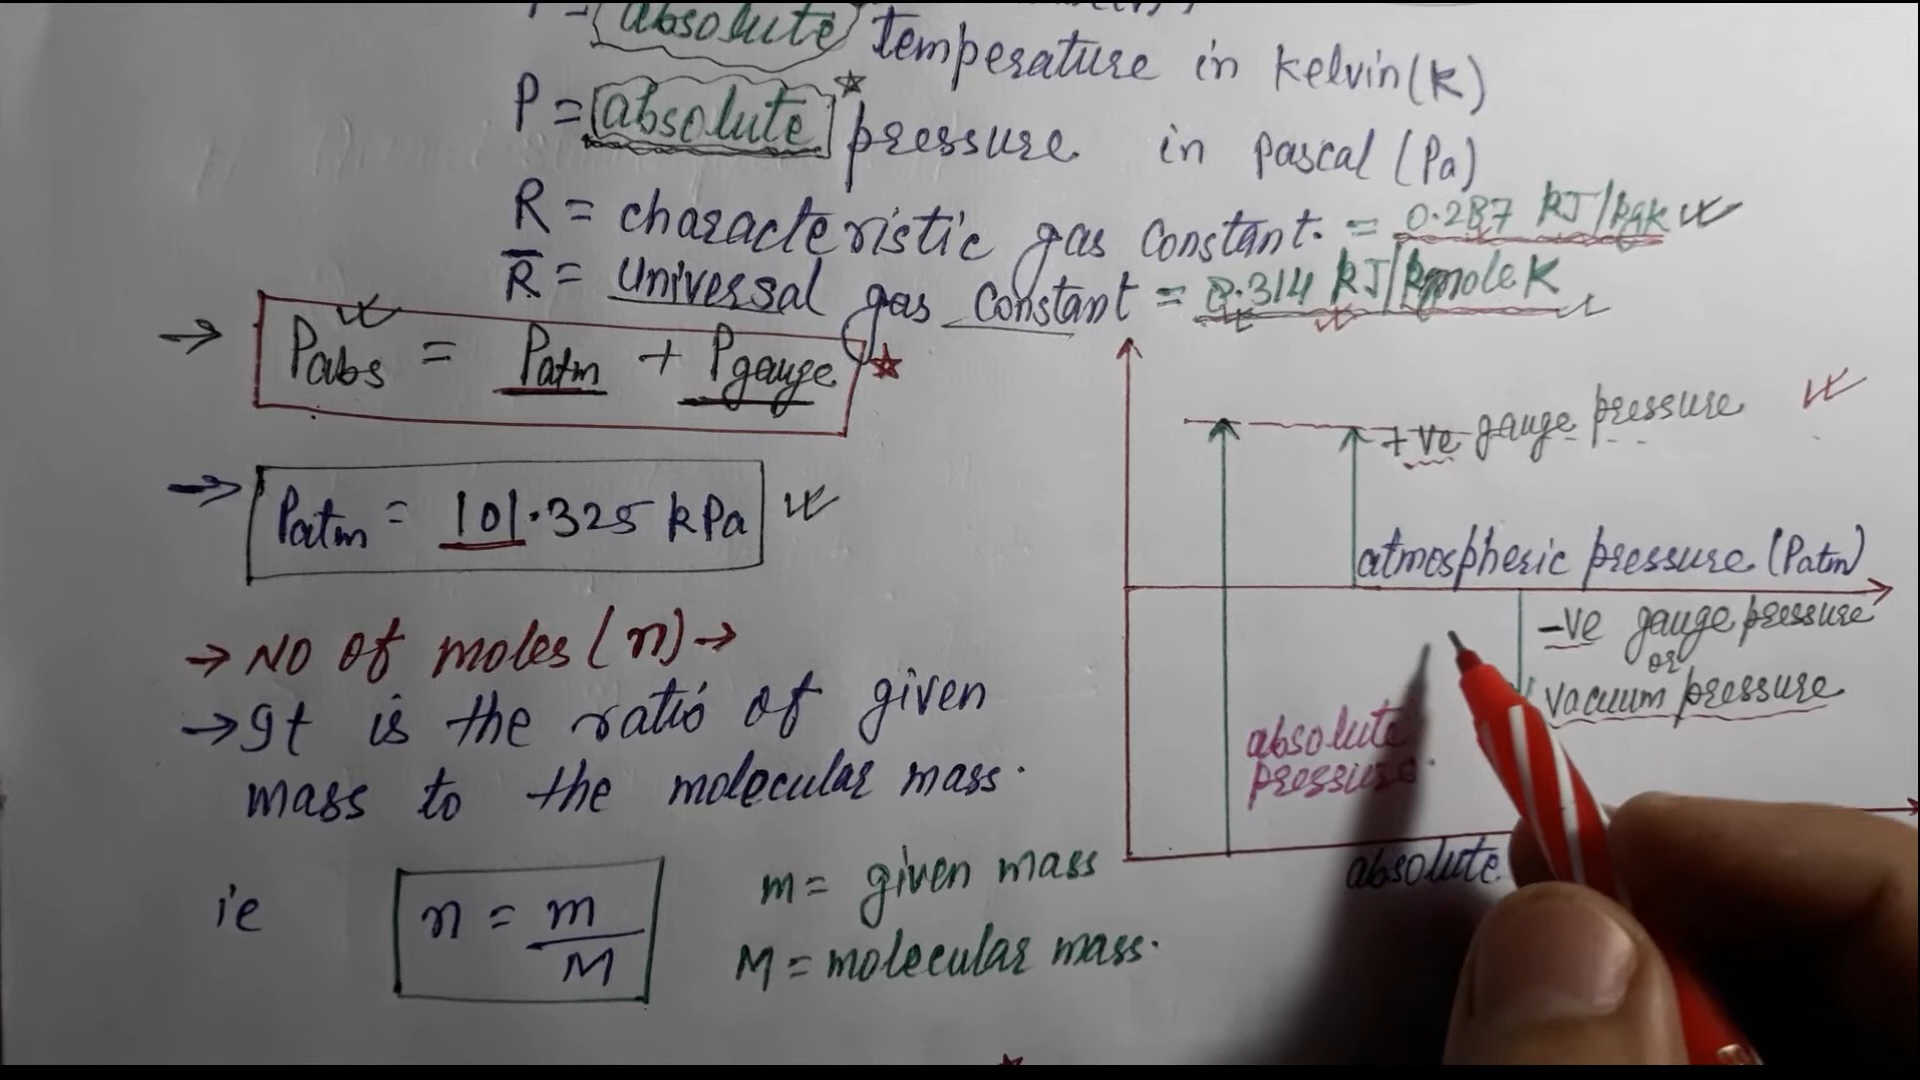 absolute temperature in kelvin(K)
P = absolute pressure in pascal (Pa)
R = characteristic gas constant. = 0.287 KJ/kgK
R̅ = universal gas constant = 8.314 KJ/kmole K
→ Pabs = Patm + Pgauge
→ Patm = 101.325 kPa
→ NO of moles (n) →
→ It is the ratio of given
mass to the molecular mass.
ie n = m/M
m = given mass
M = molecular mass.
+ve gauge pressure
atmospheric pressure (Patm)
-ve gauge pressure
or
vacuum pressure
absolute
pressure.
absolute